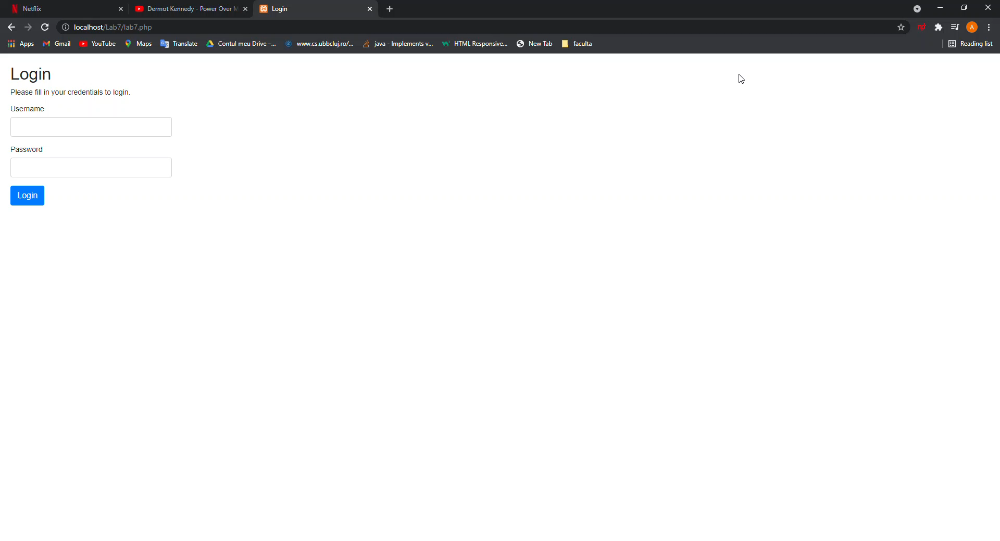 Netflix
Dermot Kennedy - Power Over M
Login
localhost/Lab7/lab7.php
A
Apps
Gmail
YouTube
Maps
Translate
Contul meu Drive –...
www.cs.ubbcluj.ro/...
java - Implements v...
HTML Responsive...
New Tab
faculta
Reading list
Login
Please fill in your credentials to login.
Username
Password
Login